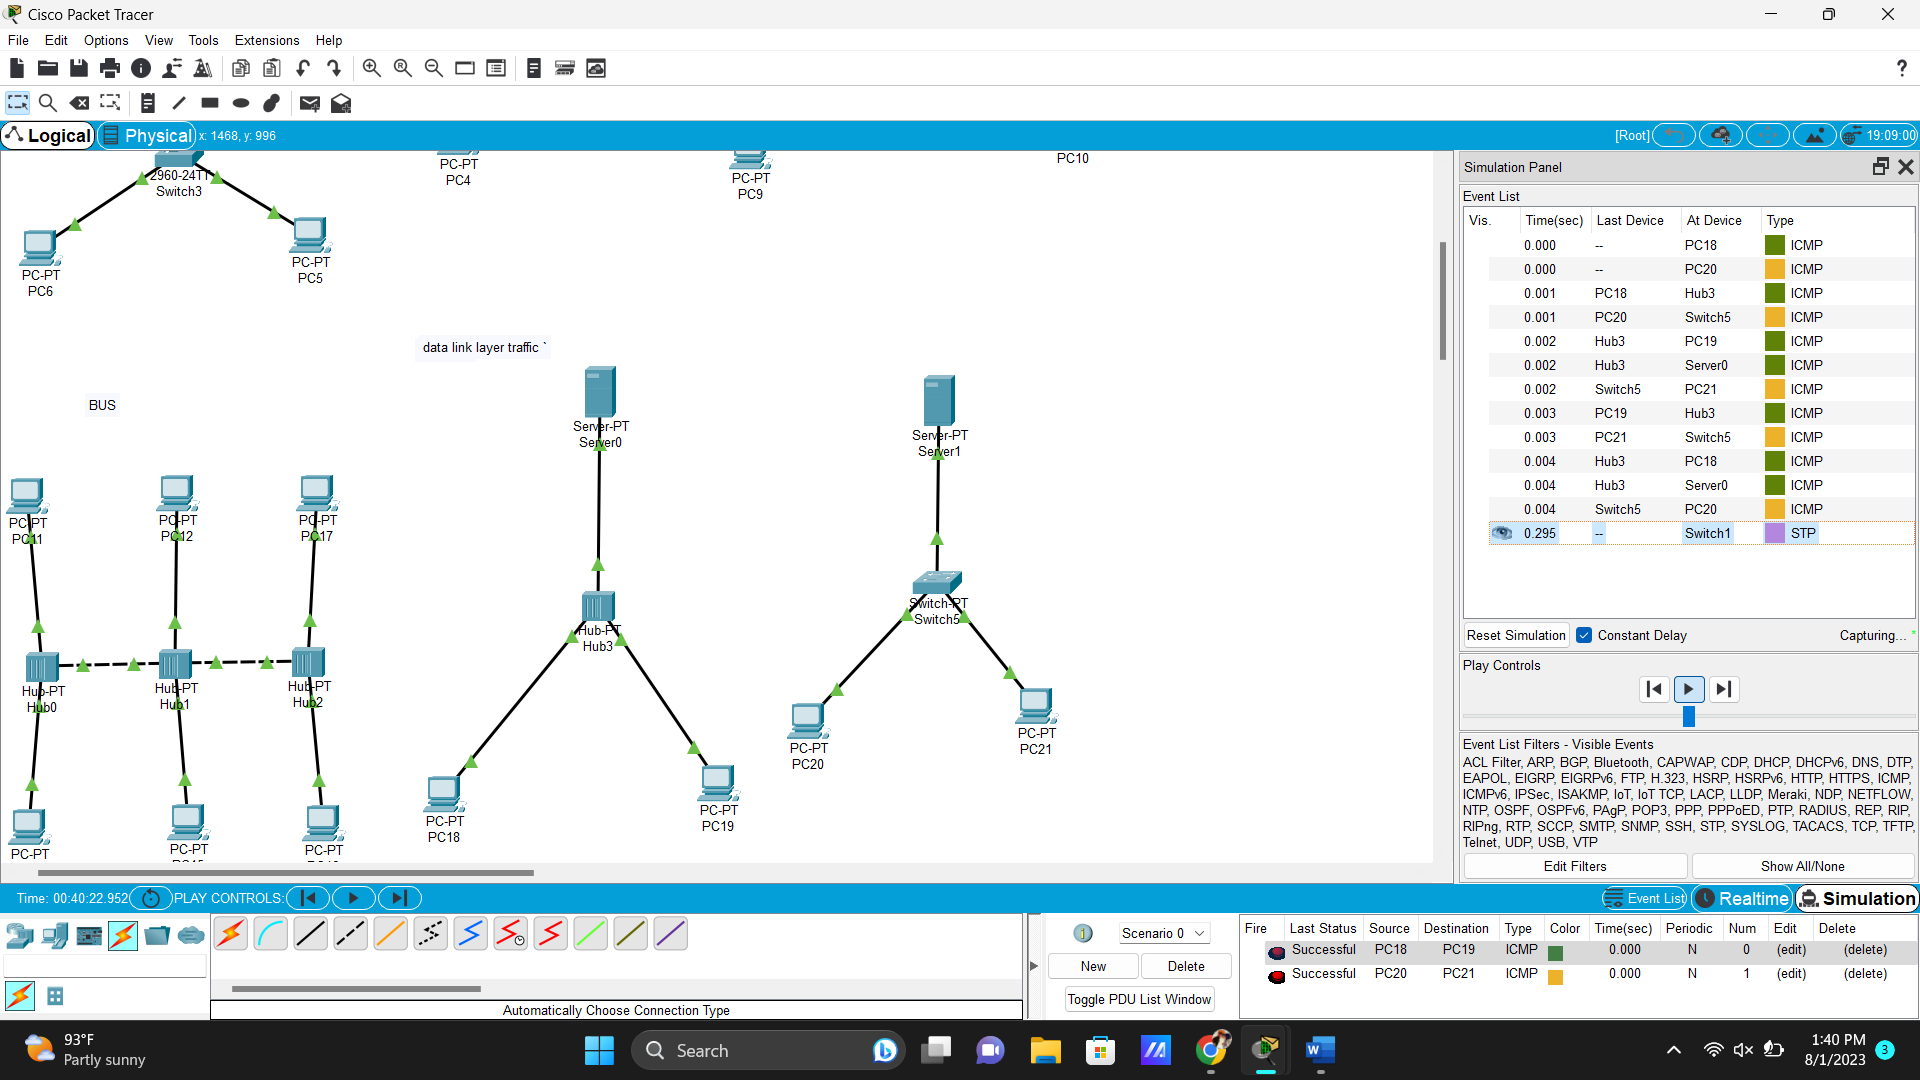 Cisco Packet Tracer
File Edit Options View Tools Extensions Help
?
Logical Physical x: 1468, y: 996 [Root] 19:09:00
2960-24TT
Switch3
PC-PT
PC4
PC-PT
PC9
PC10
PC-PT
PC6
PC-PT
PC5
data link layer traffic `
BUS
Server-PT
Server0
Server-PT
Server1
PC-PT
PC11
PC-PT
PC12
PC-PT
PC17
Hub-PT
Hub0
Hub-PT
Hub1
Hub-PT
Hub2
Hub-PT
Hub3
Switch-PT
Switch5
PC-PT
PC20
PC-PT
PC21
PC-PT
PC18
PC-PT
PC19
PC-PT
PC-PT
PC-PT
Simulation Panel
Event List
Vis. Time(sec) Last Device At Device Type
0.000 -- PC18 ICMP
0.000 -- PC20 ICMP
0.001 PC18 Hub3 ICMP
0.001 PC20 Switch5 ICMP
0.002 Hub3 PC19 ICMP
0.002 Hub3 Server0 ICMP
0.002 Switch5 PC21 ICMP
0.003 PC19 Hub3 ICMP
0.003 PC21 Switch5 ICMP
0.004 Hub3 PC18 ICMP
0.004 Hub3 Server0 ICMP
0.004 Switch5 PC20 ICMP
0.295 -- Switch1 STP
Reset Simulation Constant Delay Capturing...
Play Controls
Event List Filters - Visible Events
ACL Filter, ARP, BGP, Bluetooth, CAPWAP, CDP, DHCP, DHCPv6, DNS, DTP,
EAPOL, EIGRP, EIGRPv6, FTP, H.323, HSRP, HSRPv6, HTTP, HTTPS, ICMP,
ICMPv6, IPSec, ISAKMP, IoT, IoT TCP, LACP, LLDP, Meraki, NDP, NETFLOW,
NTP, OSPF, OSPFv6, PAgP, POP3, PPP, PPPoED, PTP, RADIUS, REP, RIP,
RIPng, RTP, SCCP, SMTP, SNMP, SSH, STP, SYSLOG, TACACS, TCP, TFTP,
Telnet, UDP, USB, VTP
Edit Filters Show All/None
Time: 00:40:22.952 PLAY CONTROLS: Event List Realtime Simulation
Automatically Choose Connection Type
Scenario 0
New Delete
Toggle PDU List Window
Fire Last Status Source Destination Type Color Time(sec) Periodic Num Edit Delete
Successful PC18 PC19 ICMP 0.000 N 0 (edit) (delete)
Successful PC20 PC21 ICMP 0.000 N 1 (edit) (delete)
93°F
Partly sunny
Search
1:40 PM
8/1/2023
3